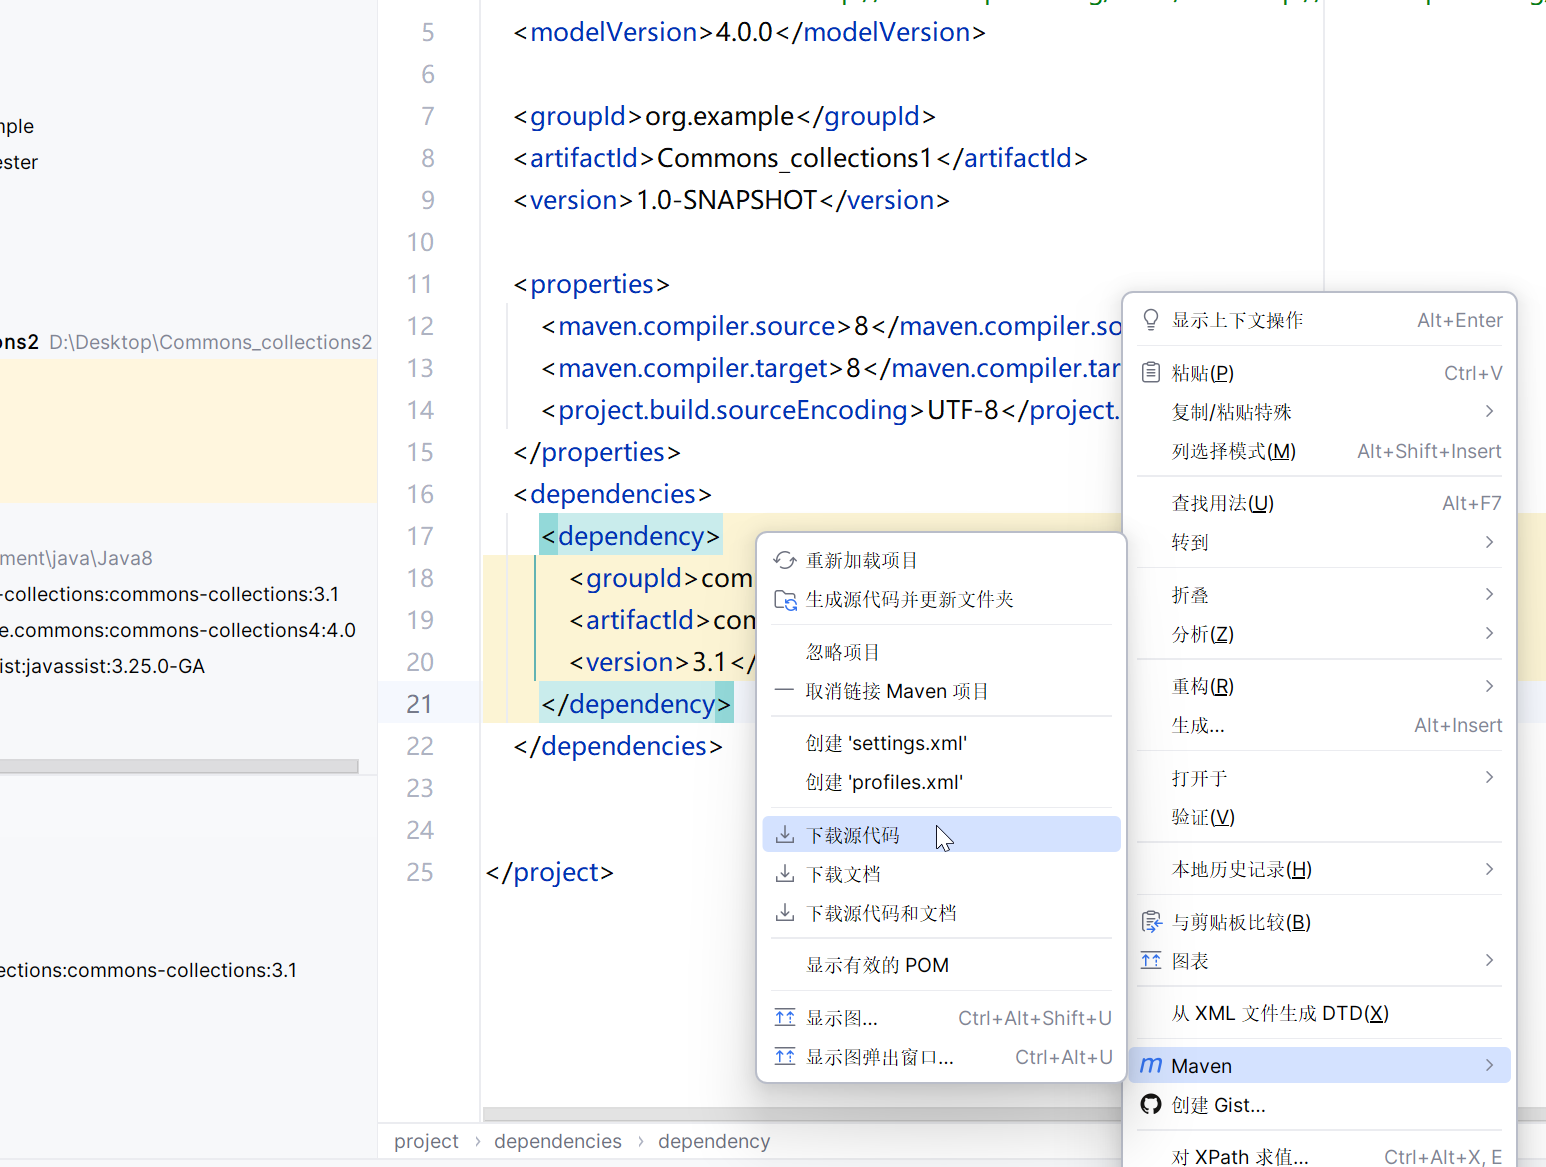 5 <modelVersion>4.0.0</modelVersion>
6
7 <groupId>org.example</groupId>
8 <artifactId>Commons_collections1</artifactId>
9 <version>1.0-SNAPSHOT</version>
10
11 <properties>
12 <maven.compiler.source>8</maven.compiler.so
13 <maven.compiler.target>8</maven.compiler.tar
14 <project.build.sourceEncoding>UTF-8</project.
15 </properties>
16 <dependencies>
17 <dependency>
18 <groupId>com
19 <artifactId>con
20 <version>3.1</
21 </dependency>
22 </dependencies>
23
24
25 </project>
nple
ester
ons2 D:\Desktop\Commons_collections2
ment\java\Java8
-collections:commons-collections:3.1
e.commons:commons-collections4:4.0
ist:javassist:3.25.0-GA
ections:commons-collections:3.1
重新加载项目
生成源代码并更新文件夹
忽略项目
取消链接 Maven 项目
创建 'settings.xml'
创建 'profiles.xml'
下载源代码
下载文档
下载源代码和文档
显示有效的 POM
显示图... Ctrl+Alt+Shift+U
显示图弹出窗口... Ctrl+Alt+U
显示上下文操作 Alt+Enter
粘贴(P) Ctrl+V
复制/粘贴特殊
列选择模式(M) Alt+Shift+Insert
查找用法(U) Alt+F7
转到
折叠
分析(Z)
重构(R)
生成... Alt+Insert
打开于
验证(V)
本地历史记录(H)
与剪贴板比较(B)
图表
从 XML 文件生成 DTD(X)
m Maven
创建 Gist...
对 XPath 求值... Ctrl+Alt+X, E
project › dependencies › dependency